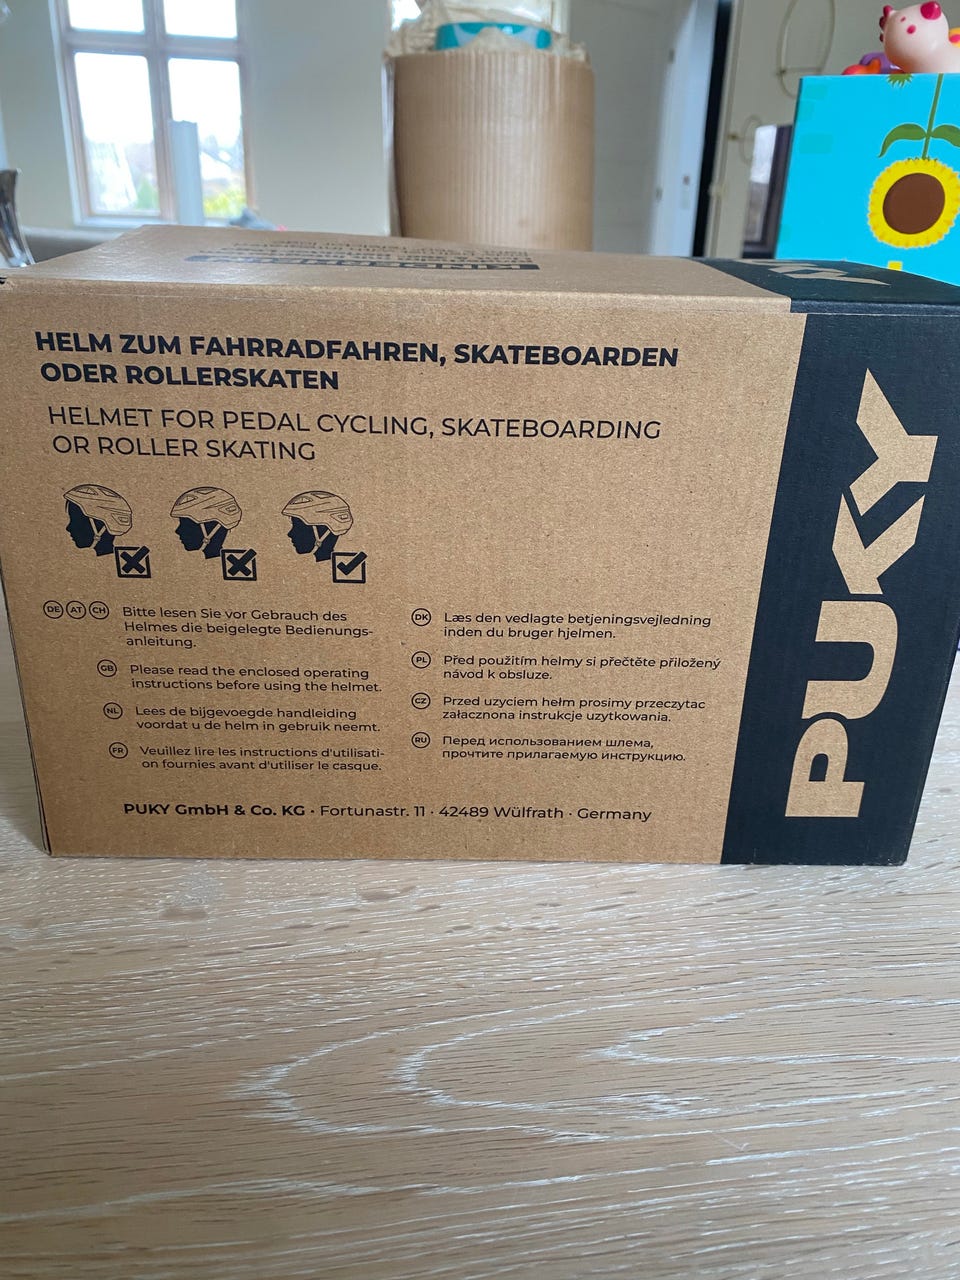 HELM ZUM FAHRRADFAHREN, SKATEBOARDEN
ODER ROLLERSKATEN
HELMET FOR PEDAL CYCLING, SKATEBOARDING
OR ROLLER SKATING
DE AT CH Bitte lesen Sie vor Gebrauch des
Helmes die beigelegte Bedienungs-
anleitung.
GB Please read the enclosed operating
instructions before using the helmet.
NL Lees de bijgevoegde handleiding
voordat u de helm in gebruik neemt.
FR Veuillez lire les instructions d'utilisati-
on fournies avant d'utiliser le casque.
DK Læs den vedlagte betjeningsvejledning
inden du bruger hjelmen.
PL Před použitím helmy si přečtěte přiložený
návod k obsluze.
CZ Przed uzyciem hełm prosimy przeczytac
załacznona instrukcje uzytkowania.
RU Перед использованием шлема,
прочтите прилагаемую инструкцию.
PUKY GmbH & Co. KG · Fortunastr. 11 · 42489 Wülfrath · Germany
PUKY